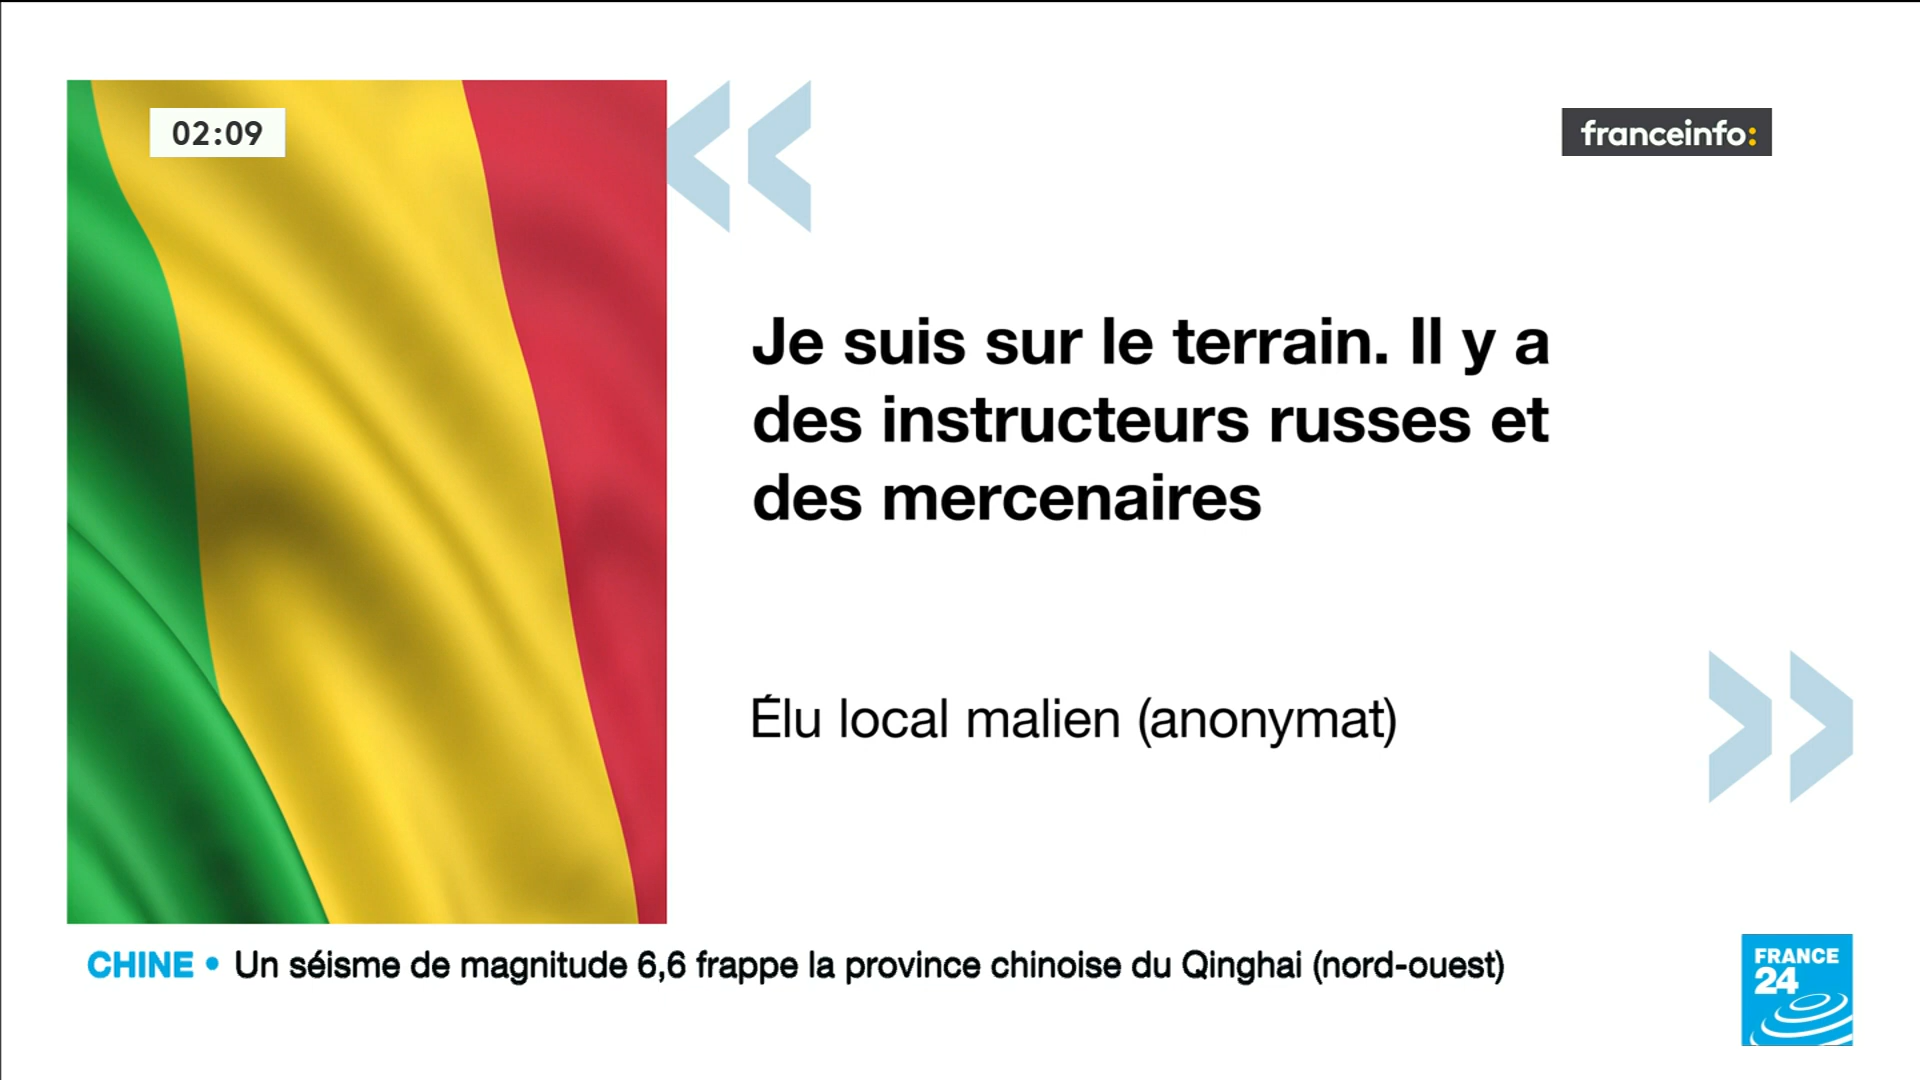 02:09
franceinfo:
Je suis sur le terrain. Il y a
des instructeurs russes et
des mercenaires
Élu local malien (anonymat)
CHINE • Un séisme de magnitude 6,6 frappe la province chinoise du Qinghai (nord-ouest)
FRANCE
24